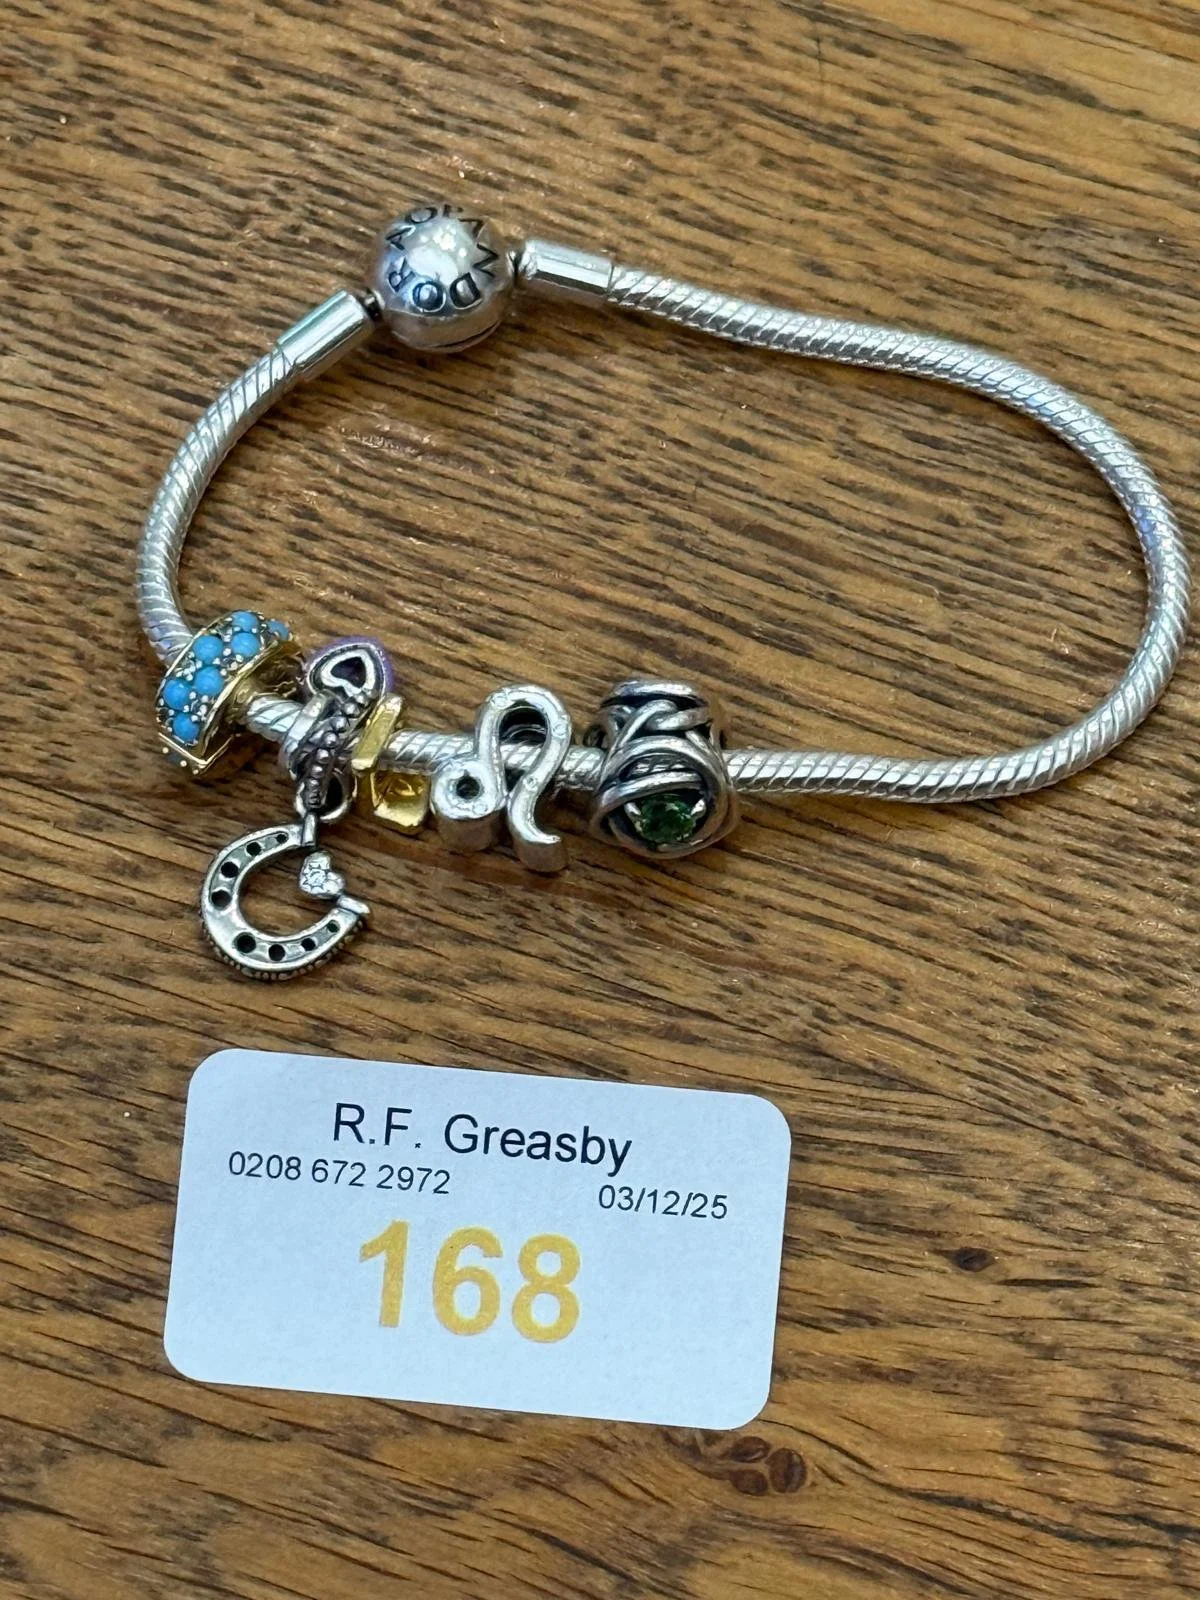 PANDORA
R.F. Greasby
0208 672 2972
03/12/25
168